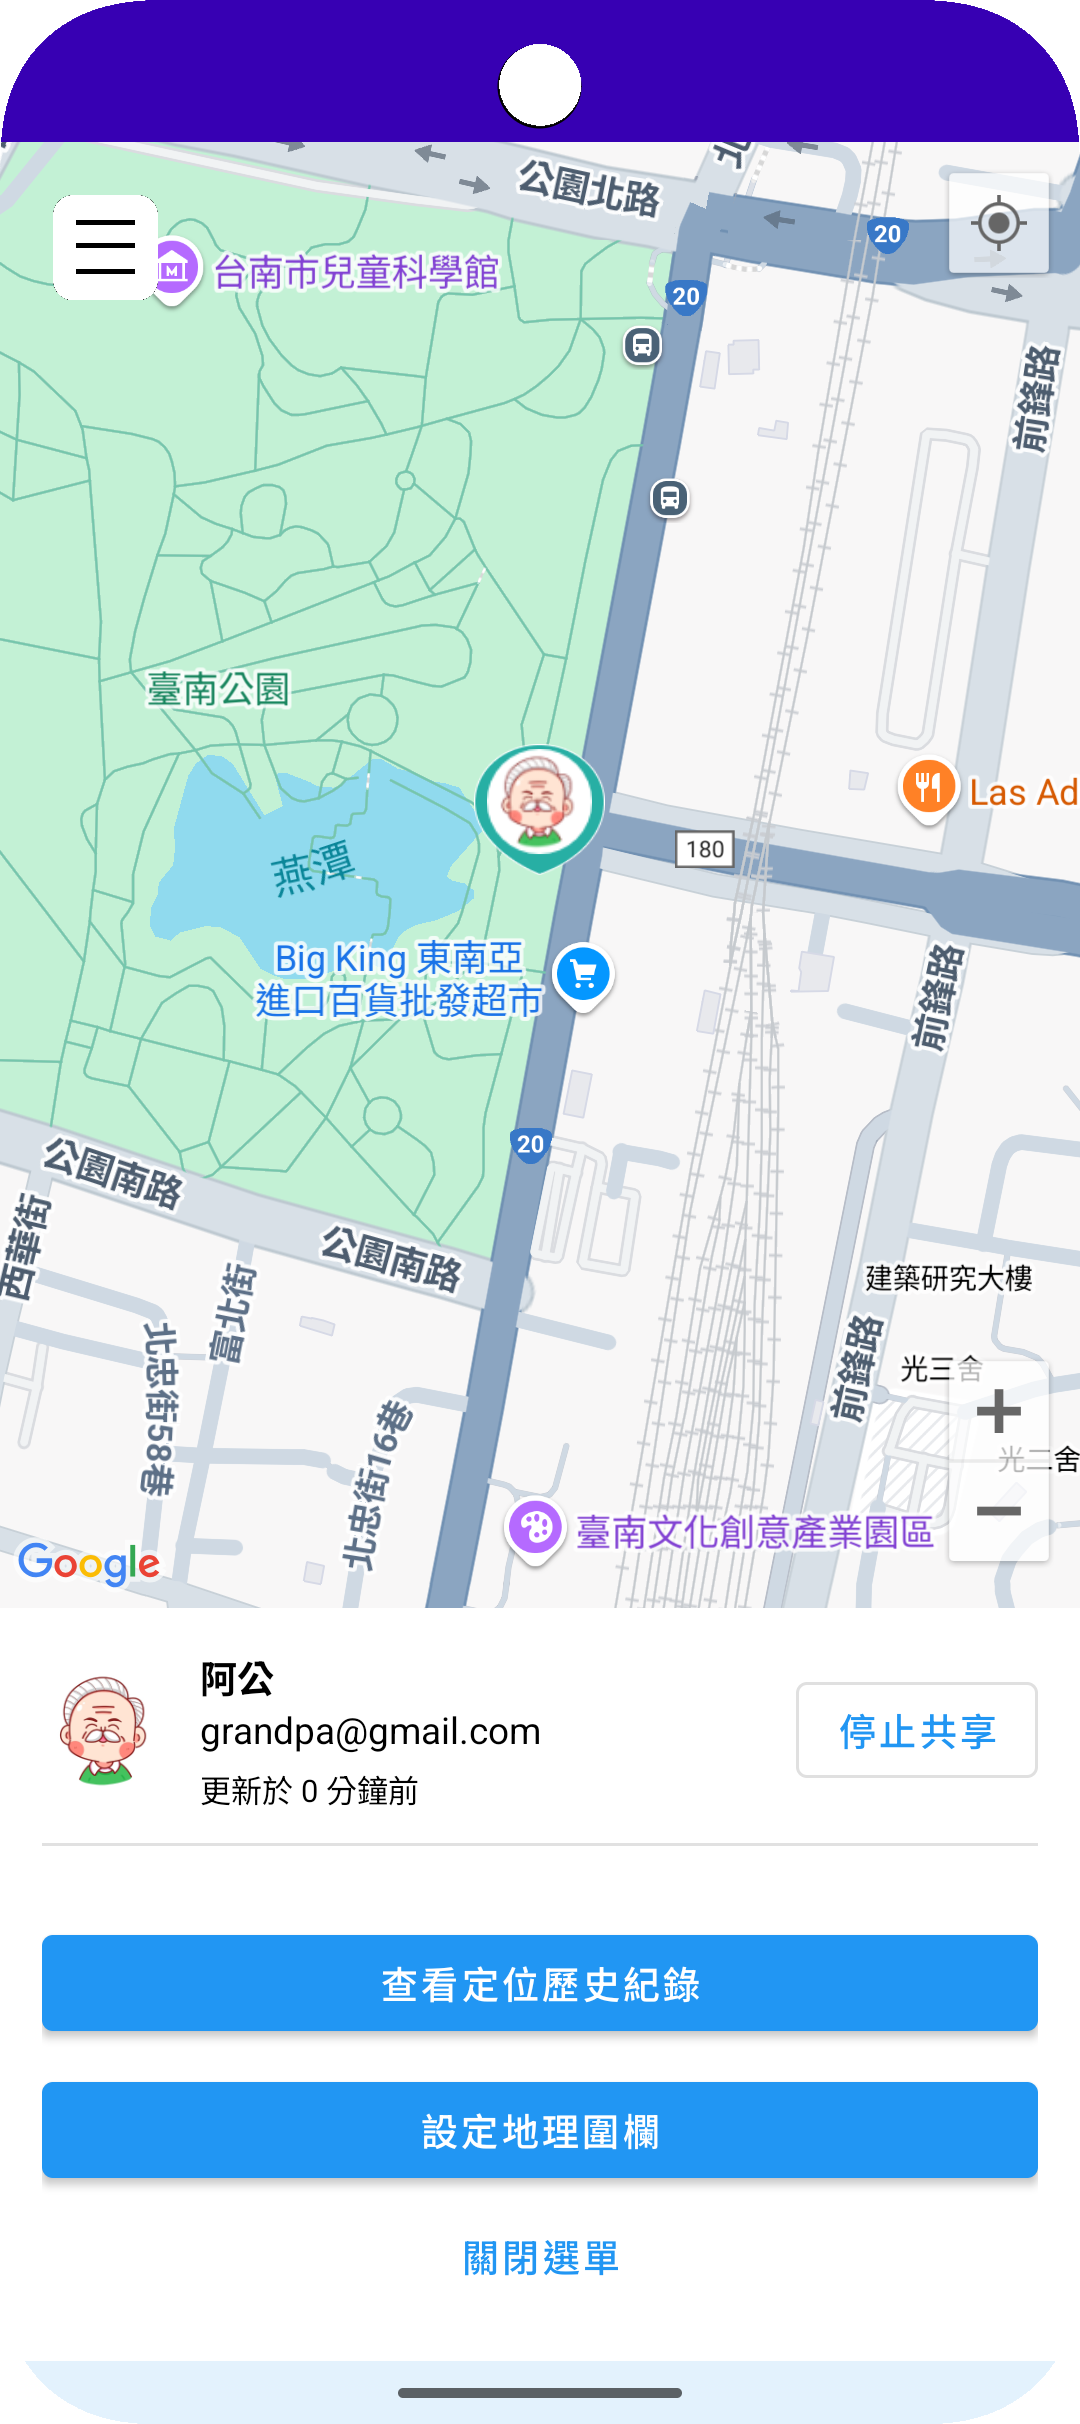 公園北路
北
20
台南市兒童科學館
20
前鋒路
臺南公園
Las Ad
180
燕潭
Big King 東南亞
進口百貨批發超市
前鋒路
20
公園南路
公園南路
西華街
富北街
建築研究大樓
北忠街58巷
前鋒路
光三舍
北忠街16巷
光二舍
臺南文化創意產業園區
Google
阿公
grandpa@gmail.com
更新於 0 分鐘前
停止共享
查看定位歷史紀錄
設定地理圍欄
關閉選單